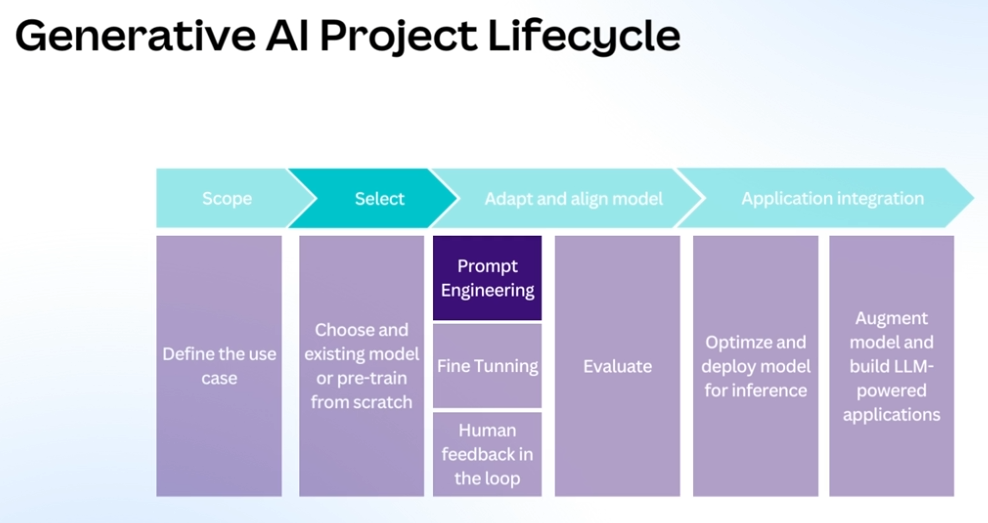 Generative AI Project Lifecycle
Scope
Select
Adapt and align model
Application integration
Define the use
case
Choose and
existing model
or pre-train
from scratch
Prompt
Engineering
Fine Tunning
Human
feedback in
the loop
Evaluate
Optimze and
deploy model
for inference
Augment
model and
build LLM-
powered
applications